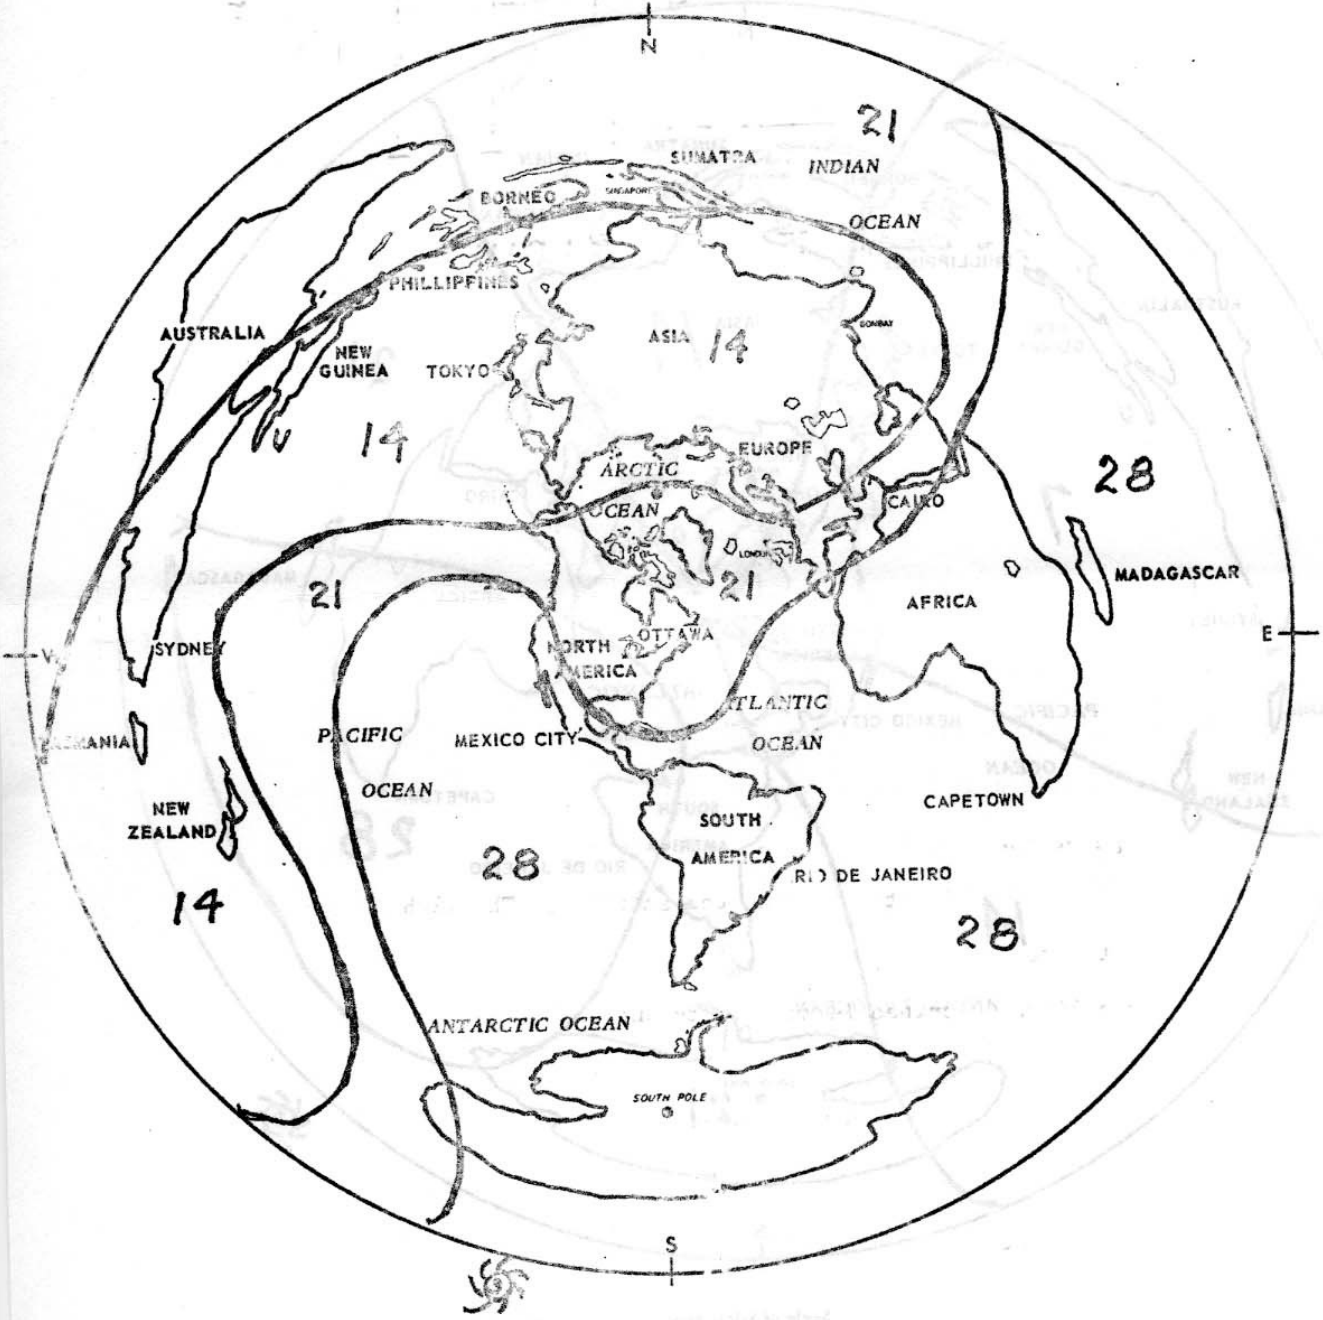 N
21
SUMATRA
INDIAN
BORNEO
SINGAPORE
OCEAN
PHILLIPPINES
AUSTRALIA
BOMBAY
ASIA
14
NEW
GUINEA
TOKYO
14
EUROPE
ARCTIC
28
CAIRO
OCEAN
LONDON
MADAGASCAR
21
21
AFRICA
OTTAWA
E
SYDNEY
NORTH
AMERICA
ATLANTIC
PACIFIC
MEXICO CITY
OCEAN
TASMANIA
OCEAN
NEW
ZEALAND
CAPETOWN
SOUTH
AMERICA
28
RIO DE JANEIRO
14
28
ANTARCTIC OCEAN
SOUTH POLE
S